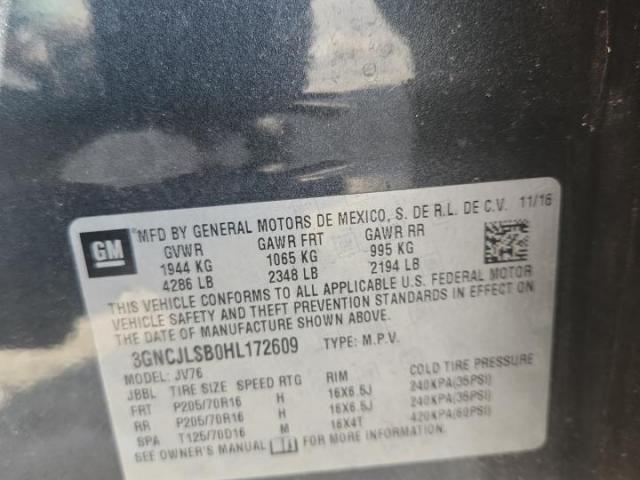 GM
MFD BY GENERAL MOTORS DE MEXICO, S. DE R.L. DE C.V. 11/16
GVWR GAWR FRT GAWR RR
1944 KG 1065 KG 995 KG
4286 LB 2348 LB 2194 LB
THIS VEHICLE CONFORMS TO ALL APPLICABLE U.S. FEDERAL MOTOR
VEHICLE SAFETY AND THEFT PREVENTION STANDARDS IN EFFECT ON
THE DATE OF MANUFACTURE SHOWN ABOVE.
3GNCJLSB0HL172609 TYPE: M.P.V.
MODEL: JV76
JBBL TIRE SIZE SPEED RTG RIM COLD TIRE PRESSURE
FRT P205/70R16 H 16X6.5J 240KPA(35PSI)
RR P205/70R16 H 16X6.5J 240KPA(35PSI)
SPA T125/70D16 M 16X4T 420KPA(60PSI)
SEE OWNER'S MANUAL FOR MORE INFORMATION.